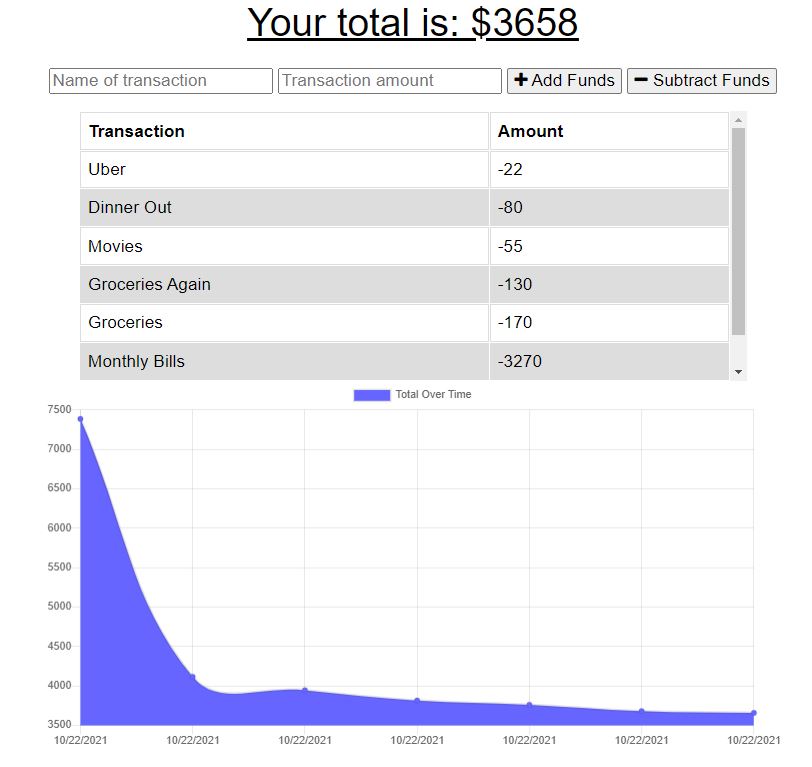 Your total is: $3658
Name of transaction Transaction amount + Add Funds − Subtract Funds
Transaction Amount
Uber -22
Dinner Out -80
Movies -55
Groceries Again -130
Groceries -170
Monthly Bills -3270
Total Over Time
7500
7000
6500
6000
5500
5000
4500
4000
3500
10/22/2021 10/22/2021 10/22/2021 10/22/2021 10/22/2021 10/22/2021 10/22/2021